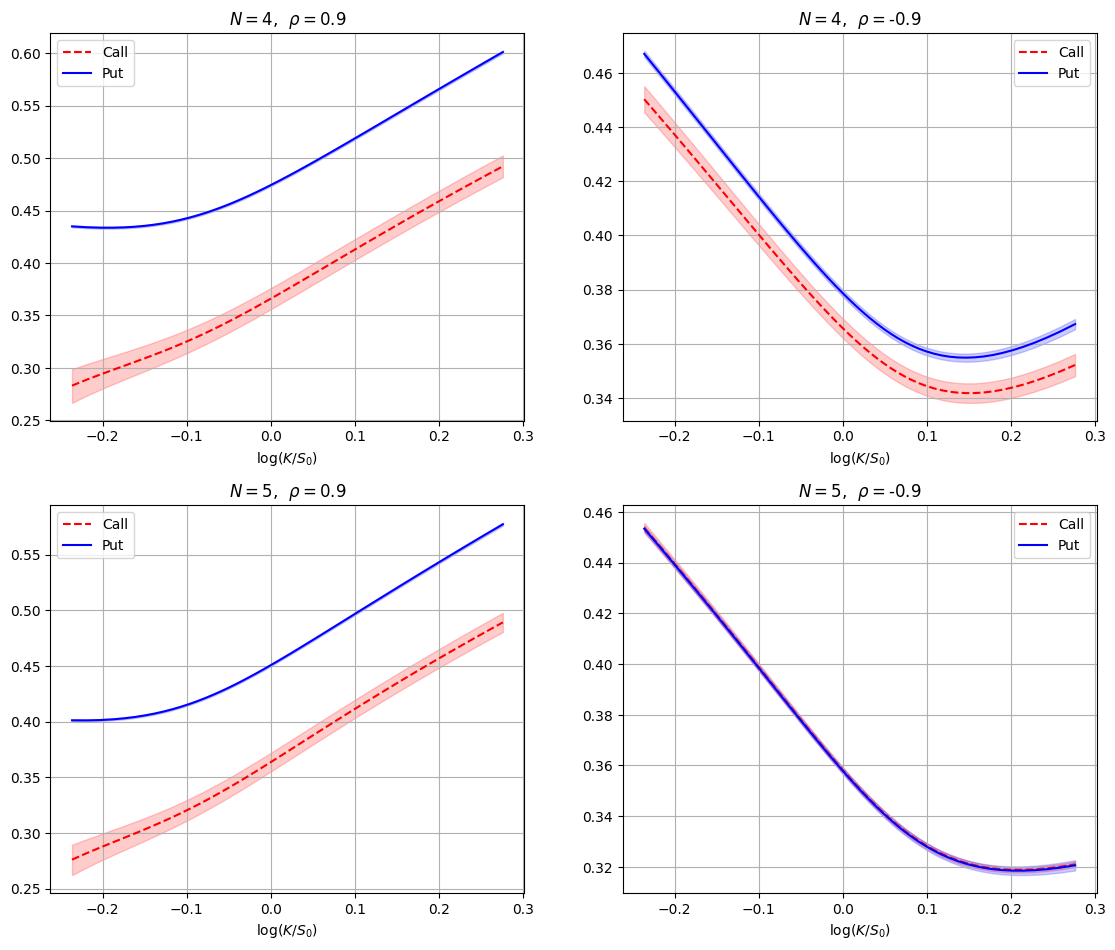 N = 4, ρ = 0.9
Call
Put
0.60
0.55
0.50
0.45
0.40
0.35
0.30
0.25
−0.2 −0.1 0.0 0.1 0.2 0.3
log(K/S₀)
N = 4, ρ = -0.9
Call
Put
0.46
0.44
0.42
0.40
0.38
0.36
0.34
−0.2 −0.1 0.0 0.1 0.2 0.3
log(K/S₀)
N = 5, ρ = 0.9
Call
Put
0.55
0.50
0.45
0.40
0.35
0.30
0.25
−0.2 −0.1 0.0 0.1 0.2 0.3
log(K/S₀)
N = 5, ρ = -0.9
Call
Put
0.46
0.44
0.42
0.40
0.38
0.36
0.34
0.32
−0.2 −0.1 0.0 0.1 0.2 0.3
log(K/S₀)